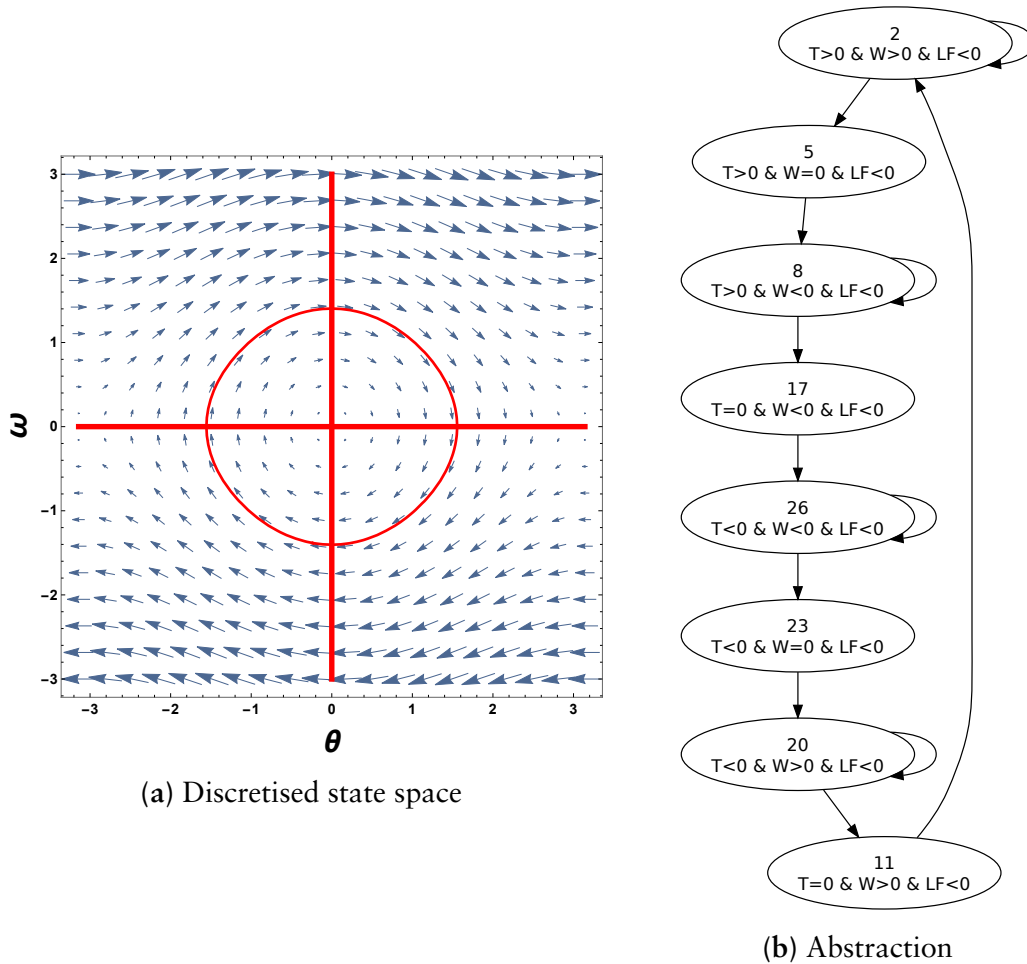 3
2
1
0
−1
−2
−3
ω
−3
−2
−1
0
1
2
3
θ
(a) Discretised state space
2
T>0 & W>0 & LF<0
5
T>0 & W=0 & LF<0
8
T>0 & W<0 & LF<0
17
T=0 & W<0 & LF<0
26
T<0 & W<0 & LF<0
23
T<0 & W=0 & LF<0
20
T<0 & W>0 & LF<0
11
T=0 & W>0 & LF<0
(b) Abstraction